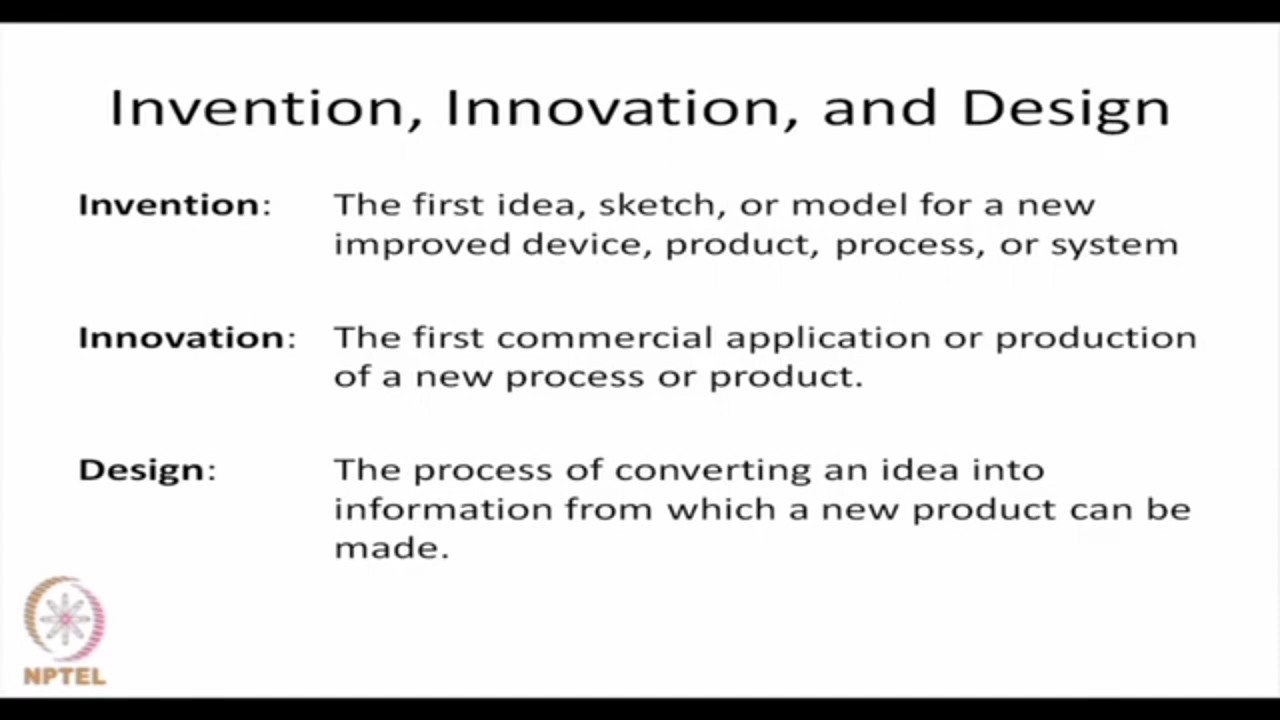 Invention, Innovation, and Design
Invention: The first idea, sketch, or model for a new
improved device, product, process, or system
Innovation: The first commercial application or production
of a new process or product.
Design: The process of converting an idea into
information from which a new product can be
made.
NPTEL